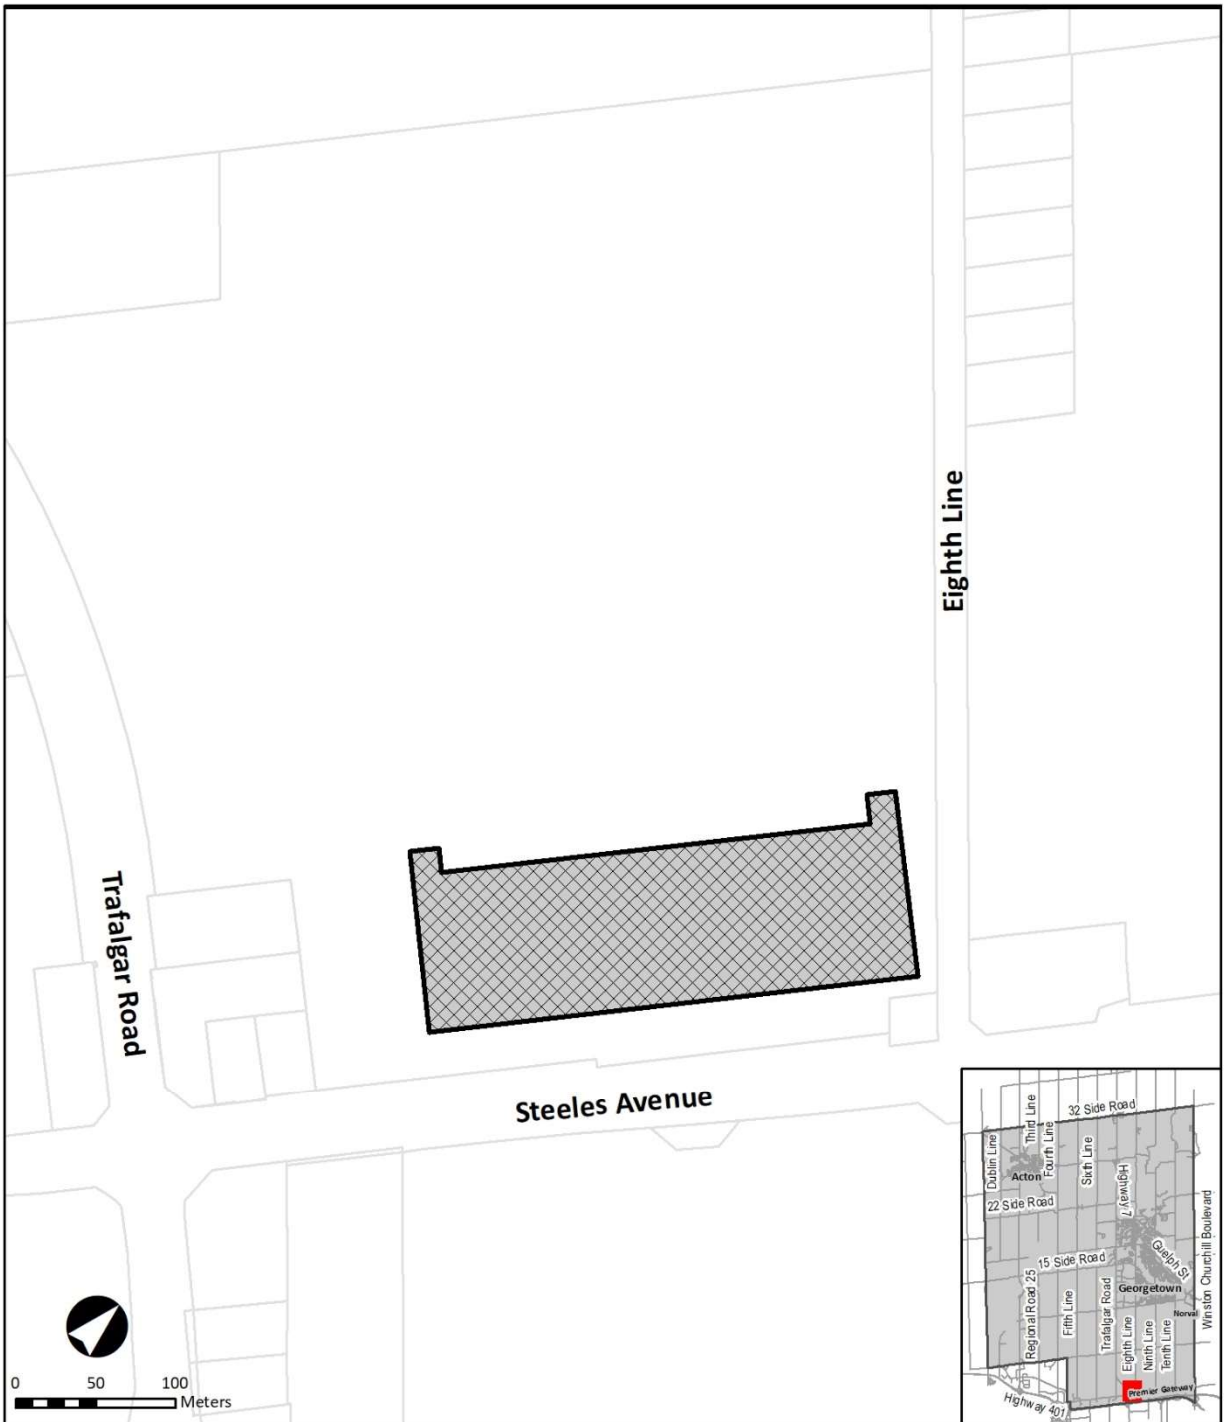 Eighth Line
Trafalgar Road
Steeles Avenue
0 50 100
Meters
32 Side Road
Third Line
Dublin Line
Fourth Line
Sixth Line
Acton
Highway 7
22 Side Road
Guelph St
15 Side Road
Georgetown
Winston Churchill Boulevard
Norval
Regional Road 25
Fifth Line
Trafalgar Road
Eighth Line
Ninth Line
Tenth Line
Premier Gateway
Highway 401